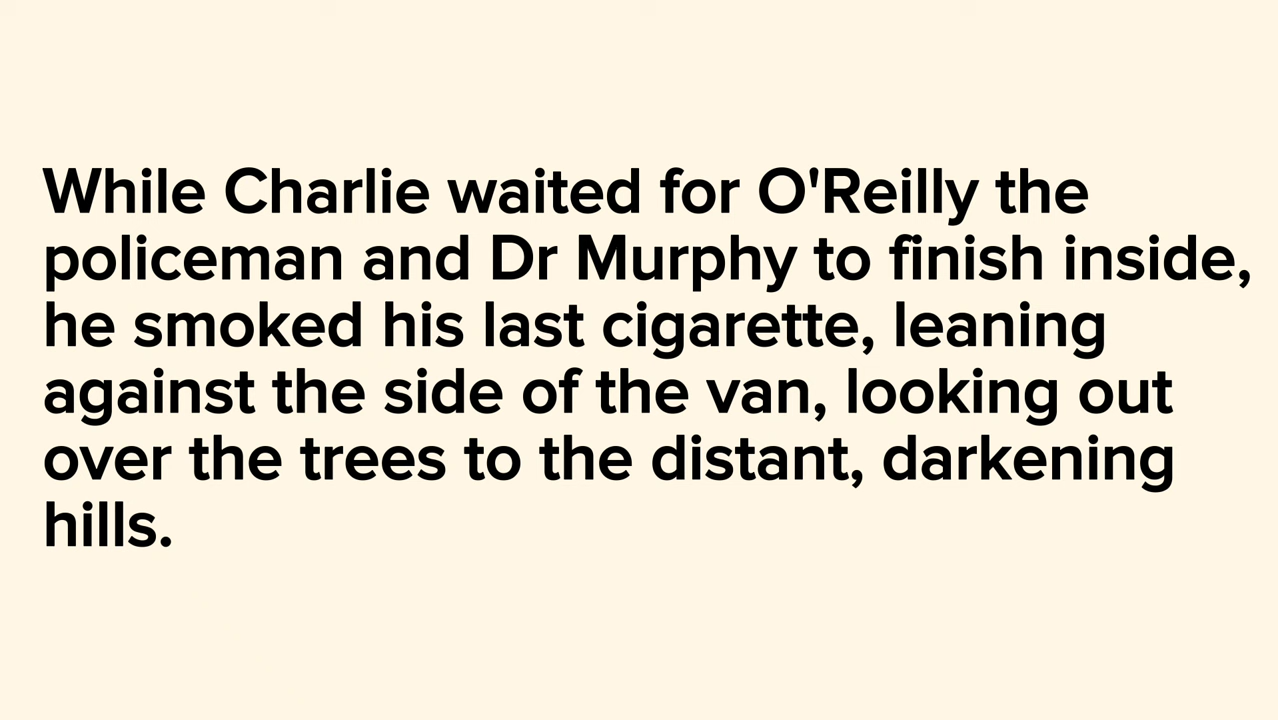 While Charlie waited for O'Reilly the
policeman and Dr Murphy to finish inside,
he smoked his last cigarette, leaning
against the side of the van, looking out
over the trees to the distant, darkening
hills.